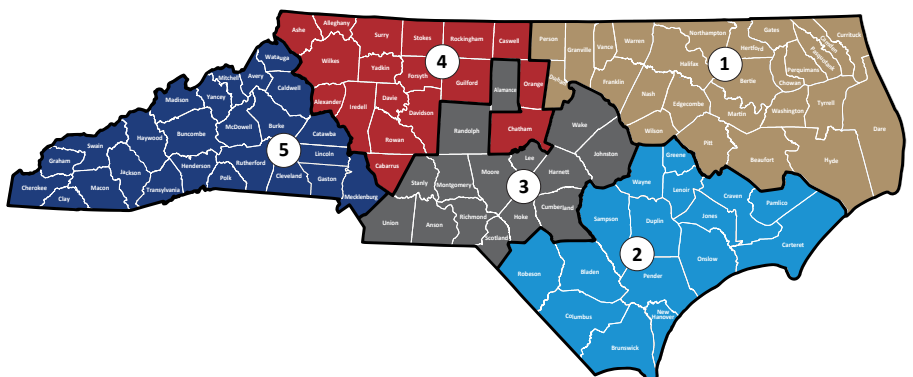 Alleghany
Ashe
Surry
Stokes
Rockingham
Caswell
Person
Granville
Vance
Warren
Northampton
Gates
Camden
Currituck
Pasquotank
Perquimans
Chowan
Hertford
Halifax
Bertie
1
4
Wilkes
Yadkin
Forsyth
Guilford
Alamance
Orange
Durham
Franklin
Nash
Edgecombe
Martin
Washington
Tyrrell
Dare
Watauga
Mitchell
Avery
Caldwell
Alexander
Iredell
Davie
Davidson
Randolph
Chatham
Wake
Wilson
Pitt
Beaufort
Hyde
Madison
Yancey
McDowell
Burke
Catawba
Rowan
Cabarrus
Haywood
Buncombe
5
Lincoln
Swain
Graham
Jackson
Henderson
Rutherford
Cleveland
Gaston
Mecklenburg
Cherokee
Macon
Clay
Transylvania
Polk
Stanly
Montgomery
Moore
Lee
Harnett
Johnston
3
Union
Anson
Richmond
Hoke
Cumberland
Scotland
Greene
Wayne
Lenoir
Craven
Pamlico
Sampson
Duplin
Jones
Carteret
2
Onslow
Robeson
Bladen
Pender
Columbus
New
Hanover
Brunswick